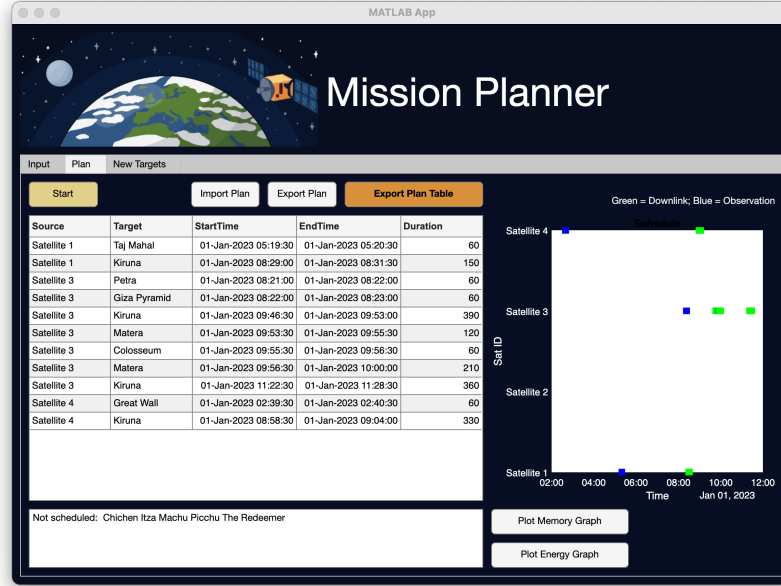 MATLAB App
Mission Planner
Input Plan New Targets
Start Import Plan Export Plan Export Plan Table
Source Target StartTime EndTime Duration
Satellite 1 Taj Mahal 01-Jan-2023 05:19:30 01-Jan-2023 05:20:30 60
Satellite 1 Kiruna 01-Jan-2023 08:29:00 01-Jan-2023 08:31:30 150
Satellite 3 Petra 01-Jan-2023 08:21:00 01-Jan-2023 08:22:00 60
Satellite 3 Giza Pyramid 01-Jan-2023 08:22:00 01-Jan-2023 08:23:00 60
Satellite 3 Kiruna 01-Jan-2023 09:46:30 01-Jan-2023 09:53:00 390
Satellite 3 Matera 01-Jan-2023 09:53:30 01-Jan-2023 09:55:30 120
Satellite 3 Colosseum 01-Jan-2023 09:55:30 01-Jan-2023 09:56:30 60
Satellite 3 Matera 01-Jan-2023 09:56:30 01-Jan-2023 10:00:00 210
Satellite 3 Kiruna 01-Jan-2023 11:22:30 01-Jan-2023 11:28:30 360
Satellite 4 Great Wall 01-Jan-2023 02:39:30 01-Jan-2023 02:40:30 60
Satellite 4 Kiruna 01-Jan-2023 08:58:30 01-Jan-2023 09:04:00 330
Not scheduled: Chichen Itza Machu Picchu The Redeemer
Green = Downlink; Blue = Observation
Schedule
Satellite 4
Satellite 3
Sat ID
Satellite 2
Satellite 1
02:00 04:00 06:00 08:00 10:00 12:00
Time Jan 01, 2023
Plot Memory Graph
Plot Energy Graph